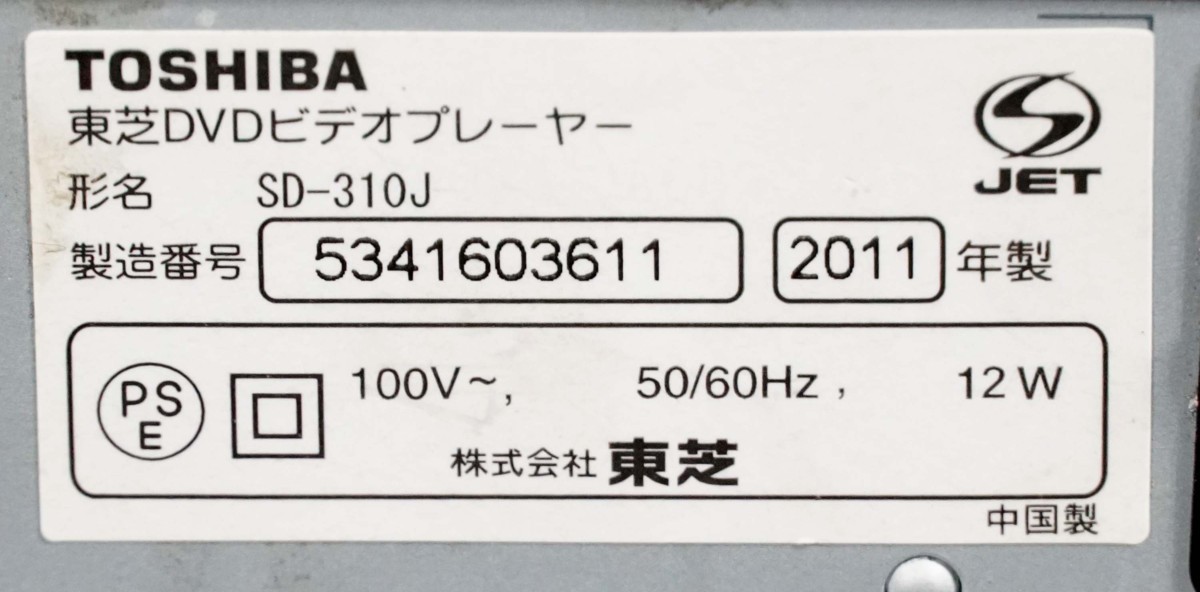 TOSHIBA
東芝DVDビデオプレーヤー
JET
形名 SD-310J
製造番号 5341603611 2011 年製
PS
E
100V~, 50/60Hz, 12W
株式会社 東芝
中国製